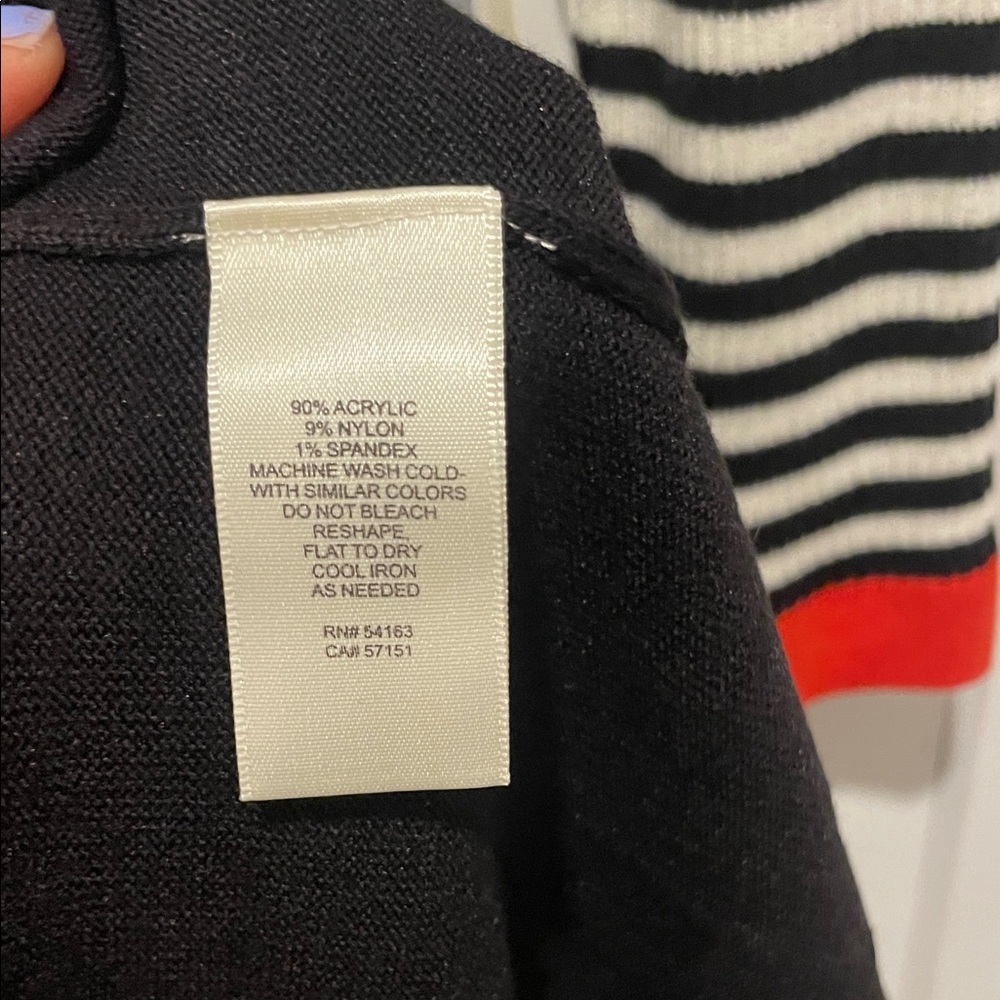 90% ACRYLIC
9% NYLON
1% SPANDEX
MACHINE WASH COLD-
WITH SIMILAR COLORS
DO NOT BLEACH
RESHAPE,
FLAT TO DRY
COOL IRON
AS NEEDED
RN# 54163
CA# 57151